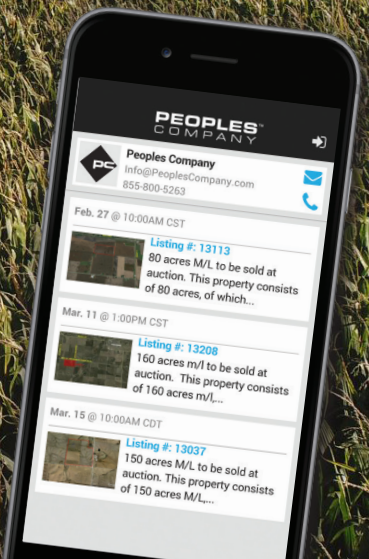 PEOPLES™
COMPANY
PC
Peoples Company
Info@PeoplesCompany.com
855-800-5263
Feb. 27 @ 10:00AM CST
Listing #: 13113
80 acres M/L to be sold at
auction. This property consists
of 80 acres, of which...
Mar. 11 @ 1:00PM CST
Listing #: 13208
160 acres m/l to be sold at
auction. This property consists
of 160 acres m/l,...
Mar. 15 @ 10:00AM CDT
Listing #: 13037
150 acres M/L to be sold at
auction. This property consists
of 150 acres M/L,...